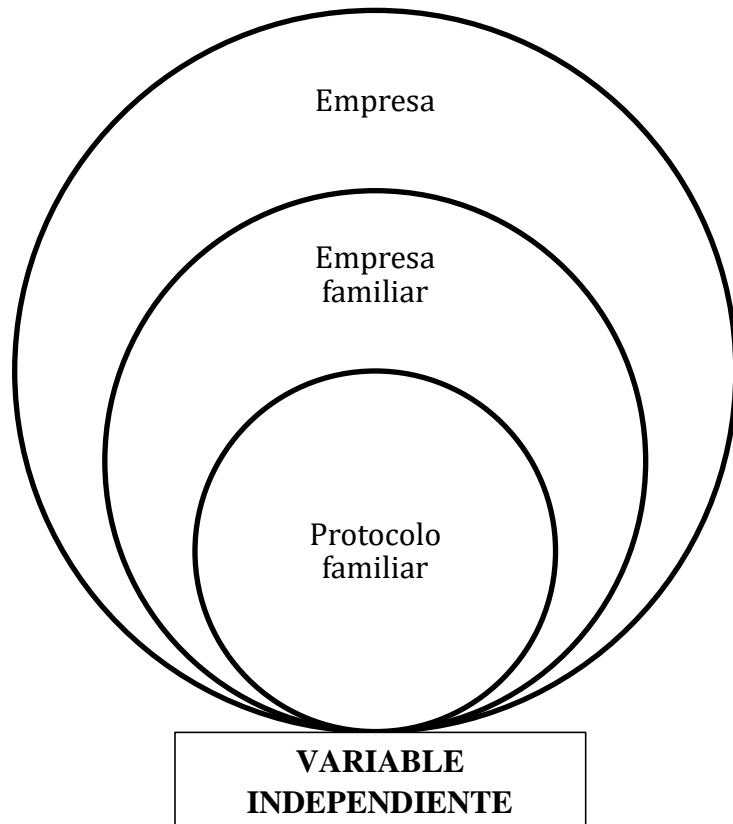 Empresa
Empresa
familiar
Protocolo
familiar
VARIABLE
INDEPENDIENTE